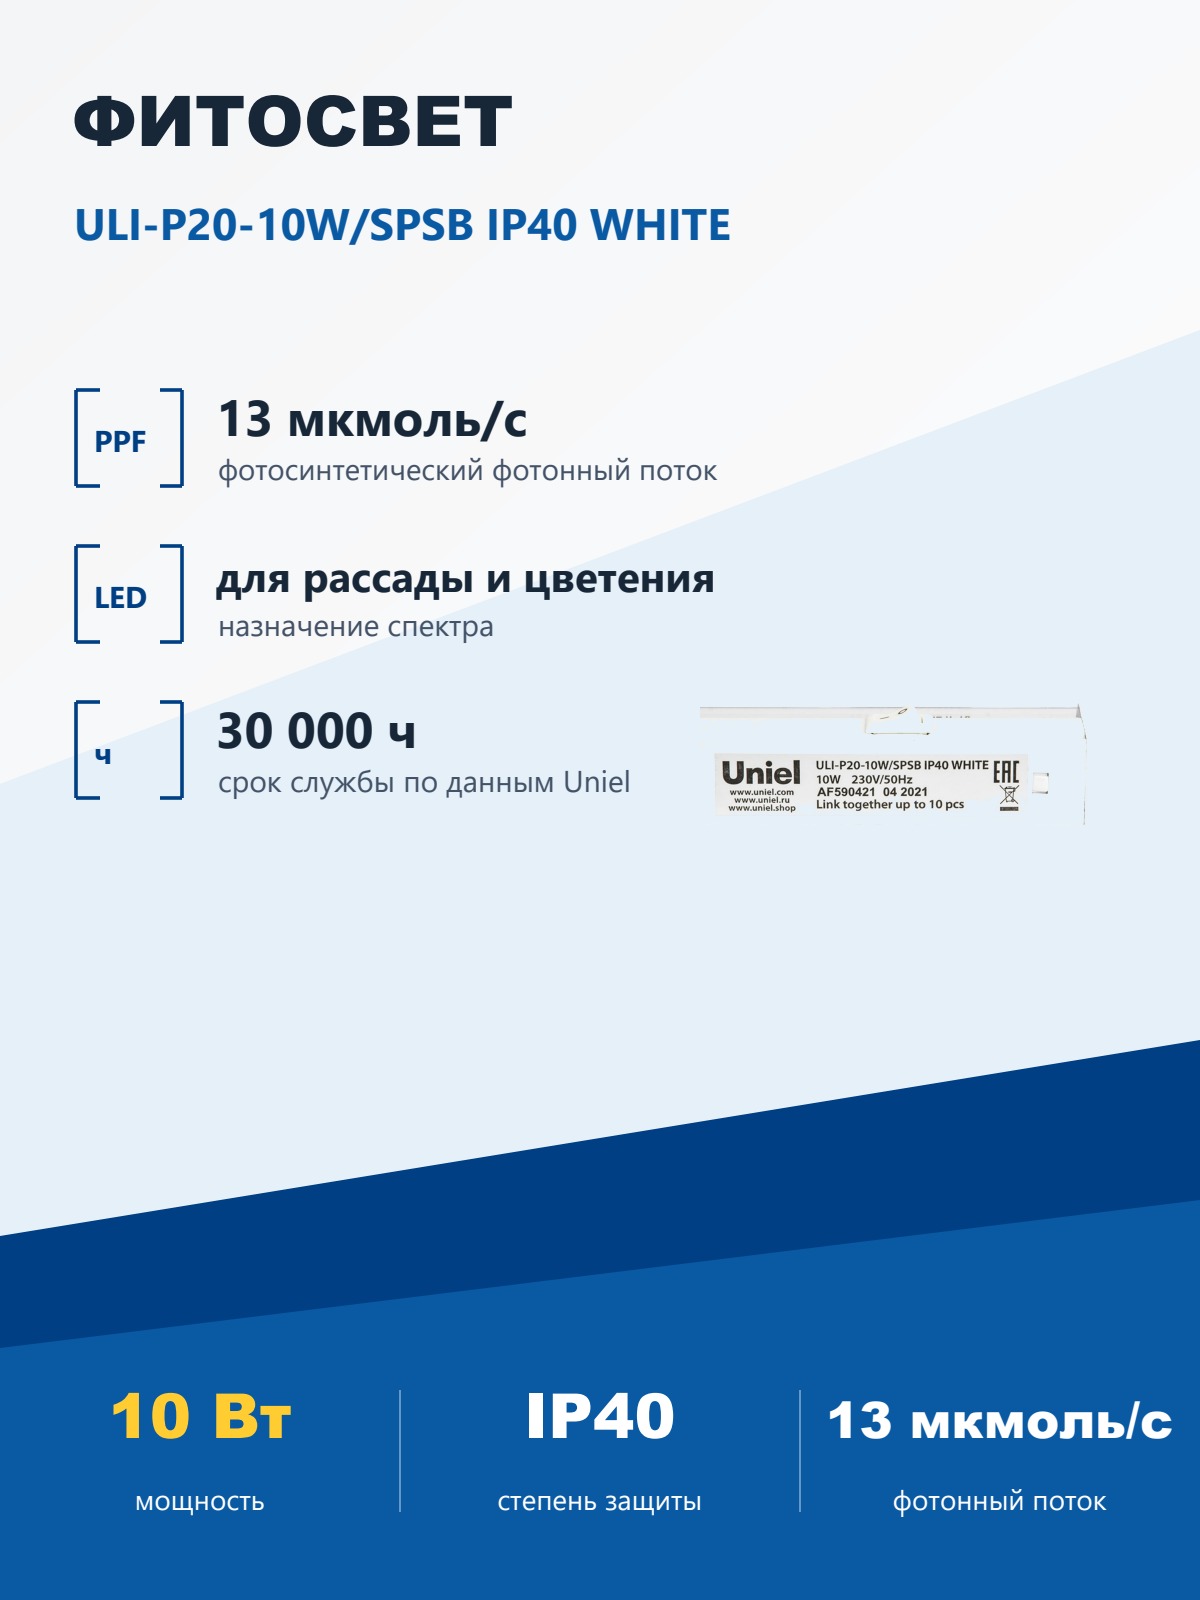 ФИТОСВЕТ
ULI-P20-10W/SPSB IP40 WHITE
PPF
13 мкмоль/с
фотосинтетический фотонный поток
LED
для рассады и цветения
назначение спектра
ч
30 000 ч
срок службы по данным Uniel
Uniel
www.uniel.com
www.uniel.ru
www.uniel.shop
ULI-P20-10W/SPSB IP40 WHITE
10W 230V/50Hz
AF590421 04 2021
Link together up to 10 pcs
EAC
10 Вт
мощность
IP40
степень защиты
13 мкмоль/с
фотонный поток